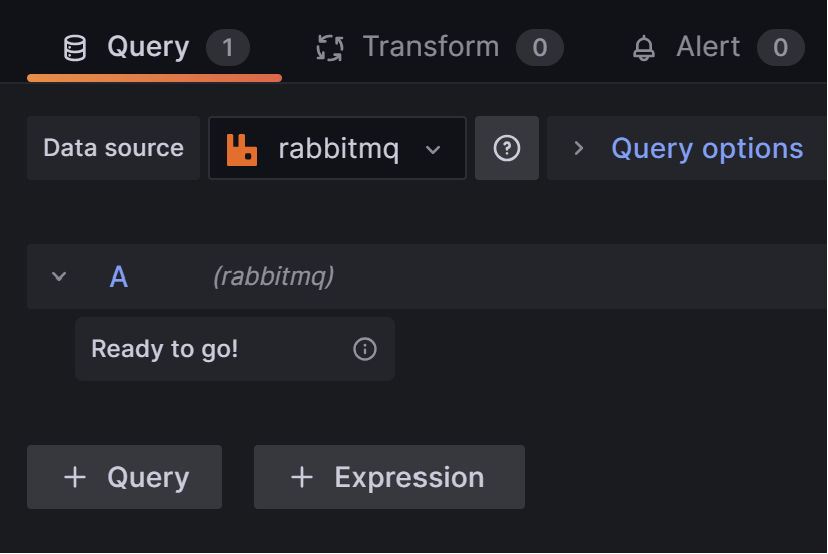 Query 1 Transform 0 Alert 0
Data source rabbitmq ? Query options
A (rabbitmq)
Ready to go!
+ Query + Expression